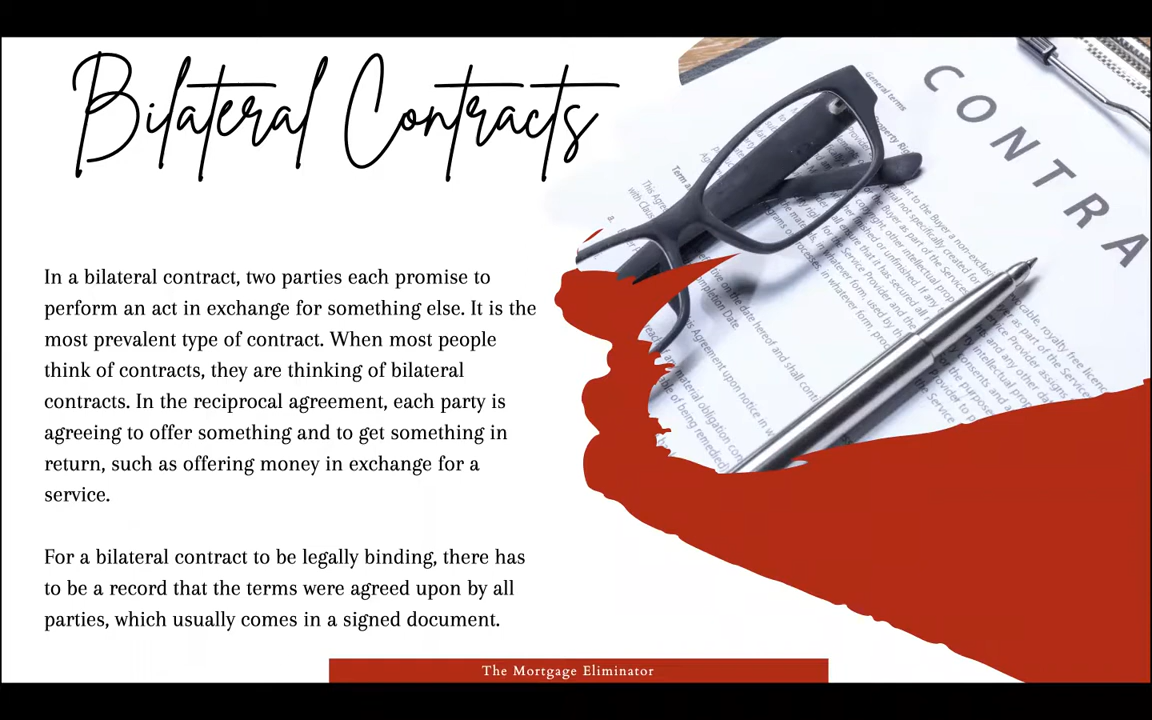 Bilateral Contracts
In a bilateral contract, two parties each promise to
perform an act in exchange for something else. It is the
most prevalent type of contract. When most people
think of contracts, they are thinking of bilateral
contracts. In the reciprocal agreement, each party is
agreeing to offer something and to get something in
return, such as offering money in exchange for a
service.
For a bilateral contract to be legally binding, there has
to be a record that the terms were agreed upon by all
parties, which usually comes in a signed document.
CONTRA
General terms
The Mortgage Eliminator